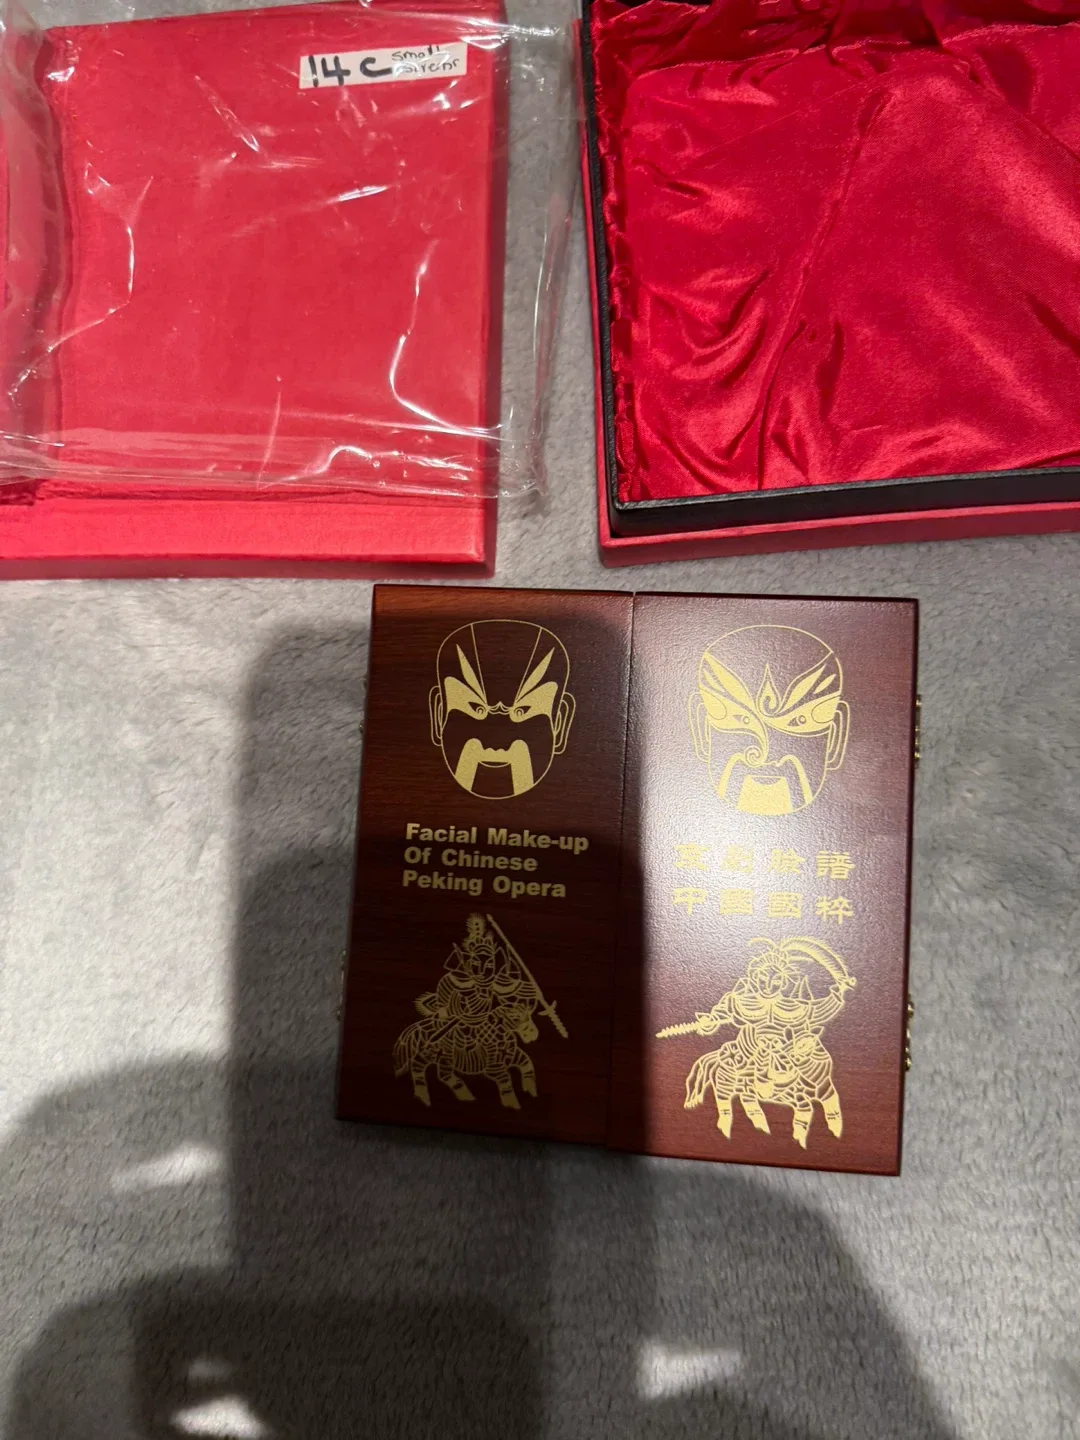 14 c small
Facial Make-up
Of Chinese
Peking Opera
京劇臉譜
中國國粹